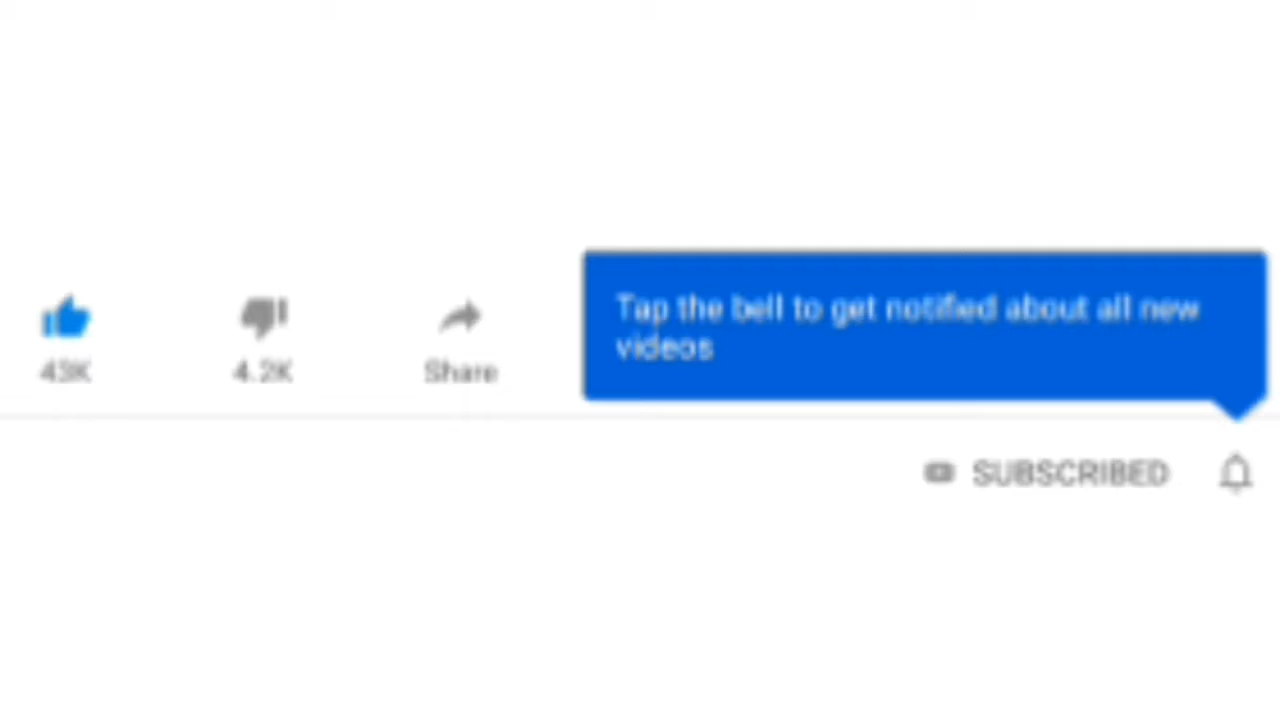 Tap the bell to get notified about all new
videos
43K
4.2K
Share
SUBSCRIBED